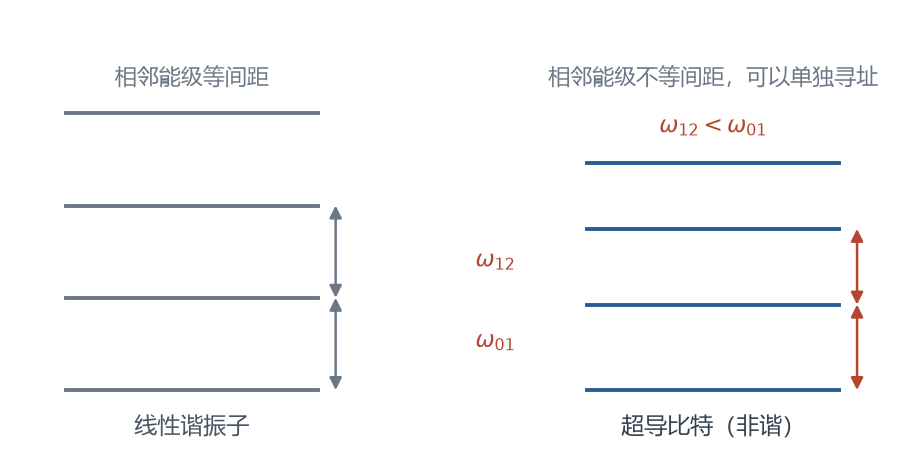 相邻能级等间距
线性谐振子
相邻能级不等间距，可以单独寻址
ω₁₂ < ω₀₁
ω₁₂
ω₀₁
超导比特（非谐）